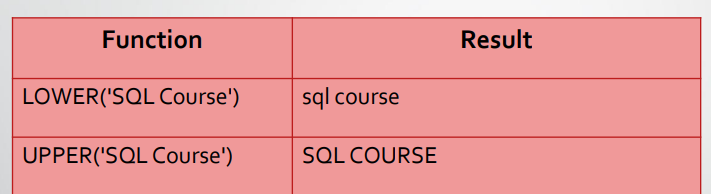 Function Result
LOWER('SQL Course') sql course
UPPER('SQL Course') SQL COURSE